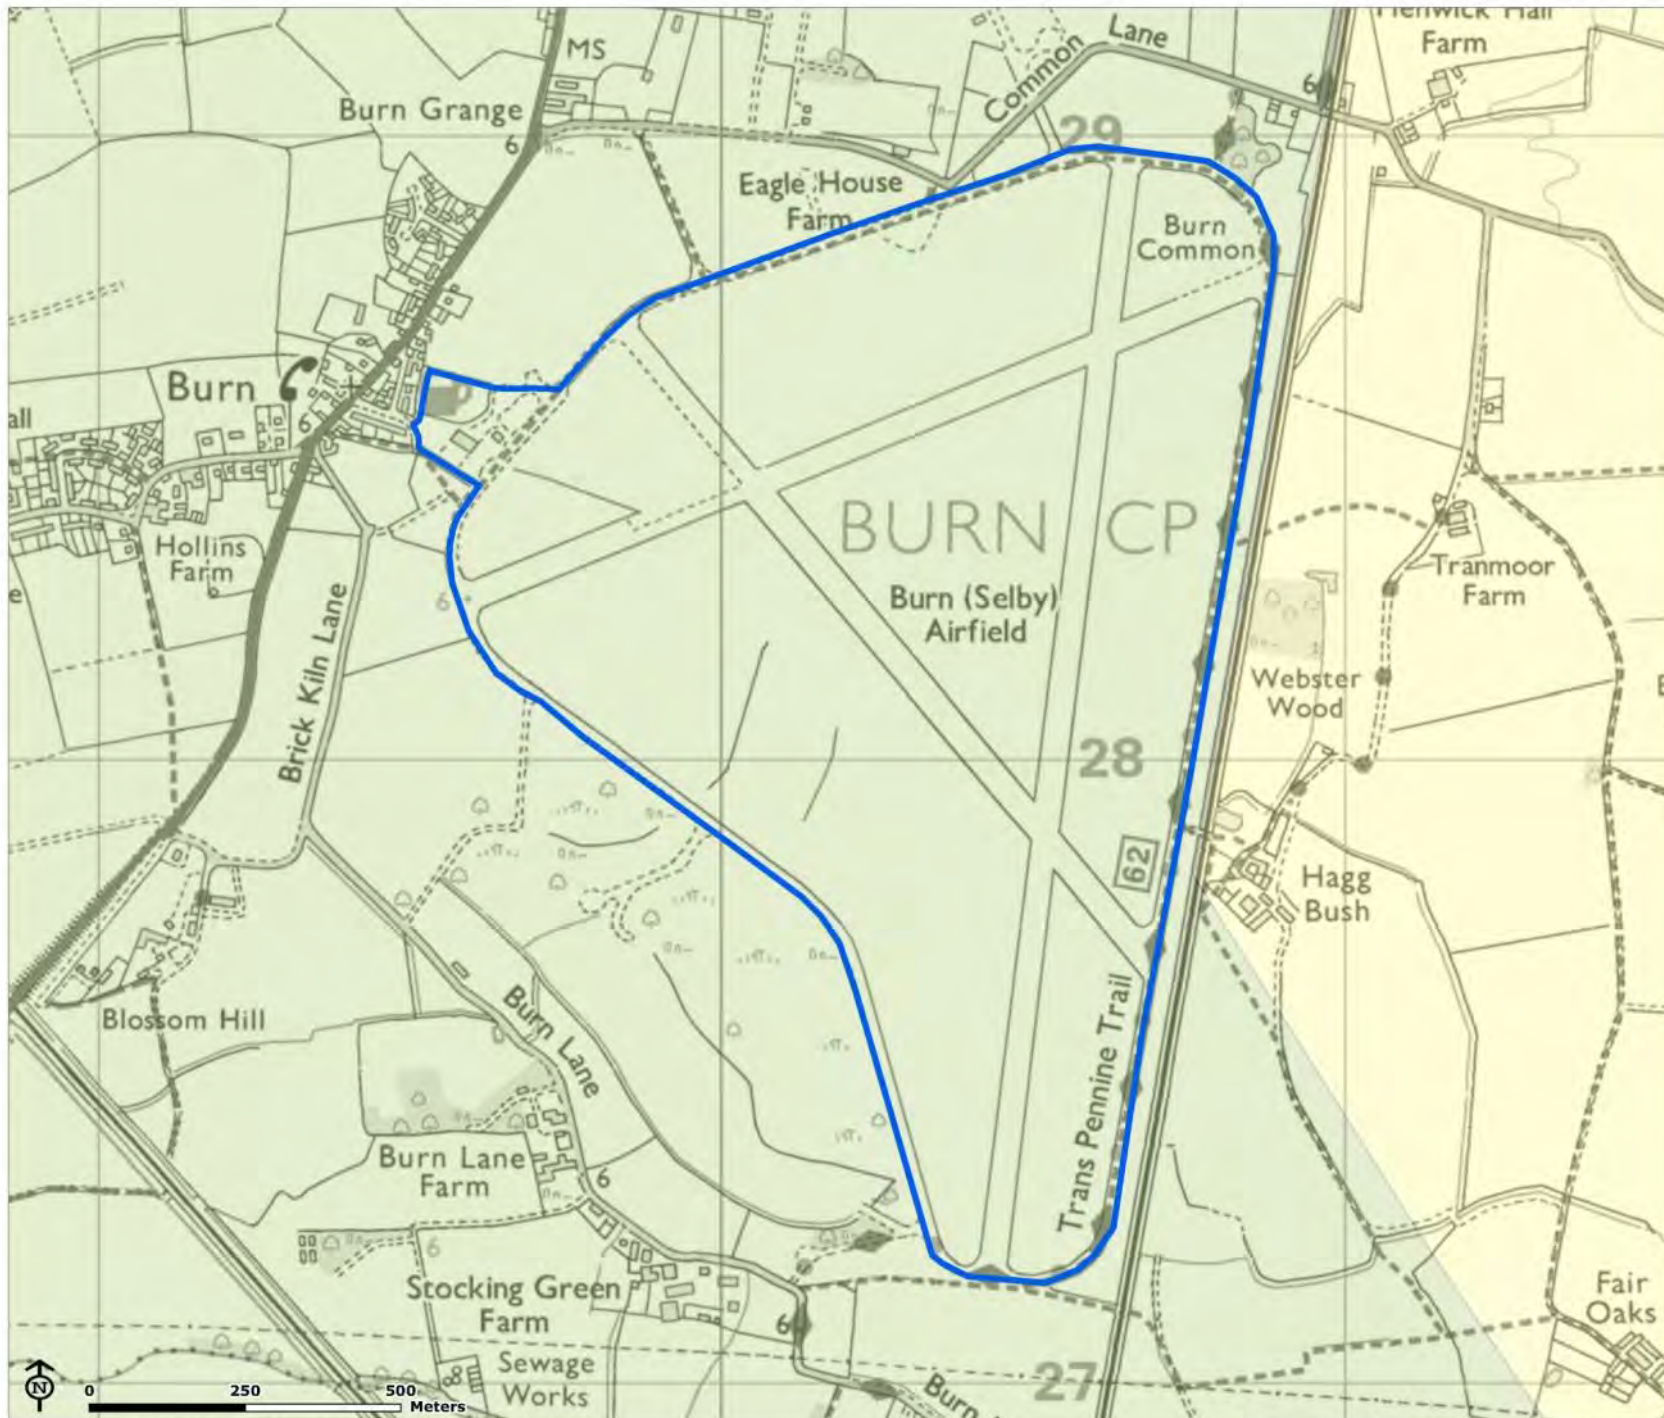 Henwick Hall
Farm
MS
Lane
Common
Burn Grange
6
6
29
Eagle House
Farm
Burn
Common
Burn
6
all
Hollins
Farm
BURN CP
Burn (Selby)
Airfield
Tranmoor
Farm
e
6
Brick Kiln Lane
Webster
Wood
28
62
Hagg
Bush
Blossom Hill
Burn Lane
Trans Pennine Trail
Burn Lane
Farm
6
6
Stocking Green
Farm
6
Fair
Oaks
Sewage
Works
27
Burn
N
0 250 500
Meters